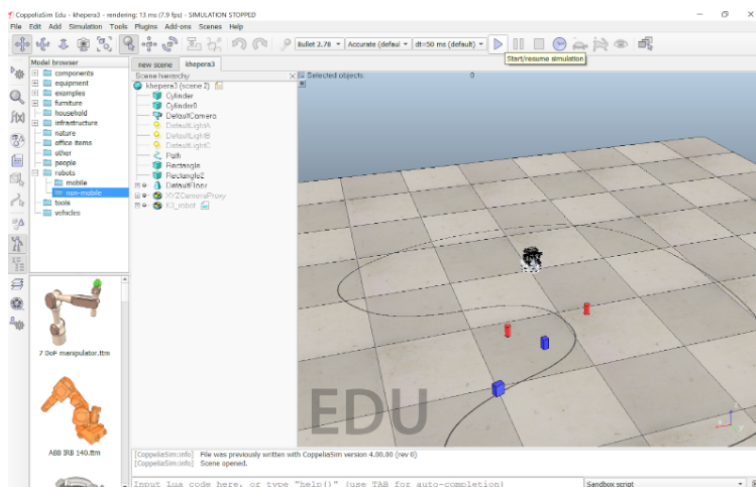 CoppeliaSim Edu - khepera3 - rendering: 13 ms (7.9 fps) - SIMULATION STOPPED
File Edit Add Simulation Tools Plugins Add-ons Scenes Help
Bullet 2.78 Accurate (defaul dt=50 ms (default)
Start/resume simulation
Model browser
components
equipment
examples
furniture
household
infrastructure
nature
office items
other
people
robots
mobile
non-mobile
tools
vehicles
7 DoF manipulator.ttm
ABB IRB 140.ttm
new scene khepera3
Scene hierarchy
khepera3 (scene 2)
Cylinder
Cylinder0
DefaultCamera
DefaultLightA
DefaultLightB
DefaultLightC
Path
Rectangle
Rectangle2
DefaultFloor
XYZCameraProxy
K3_robot
Selected objects: 0
EDU
[CoppeliaSim:info] File was previously written with CoppeliaSim version 4.00.00 (rev 0)
[CoppeliaSim:info] Scene opened.
Input Lua code here, or type "help()" (use TAB for auto-completion)
Sandbox script